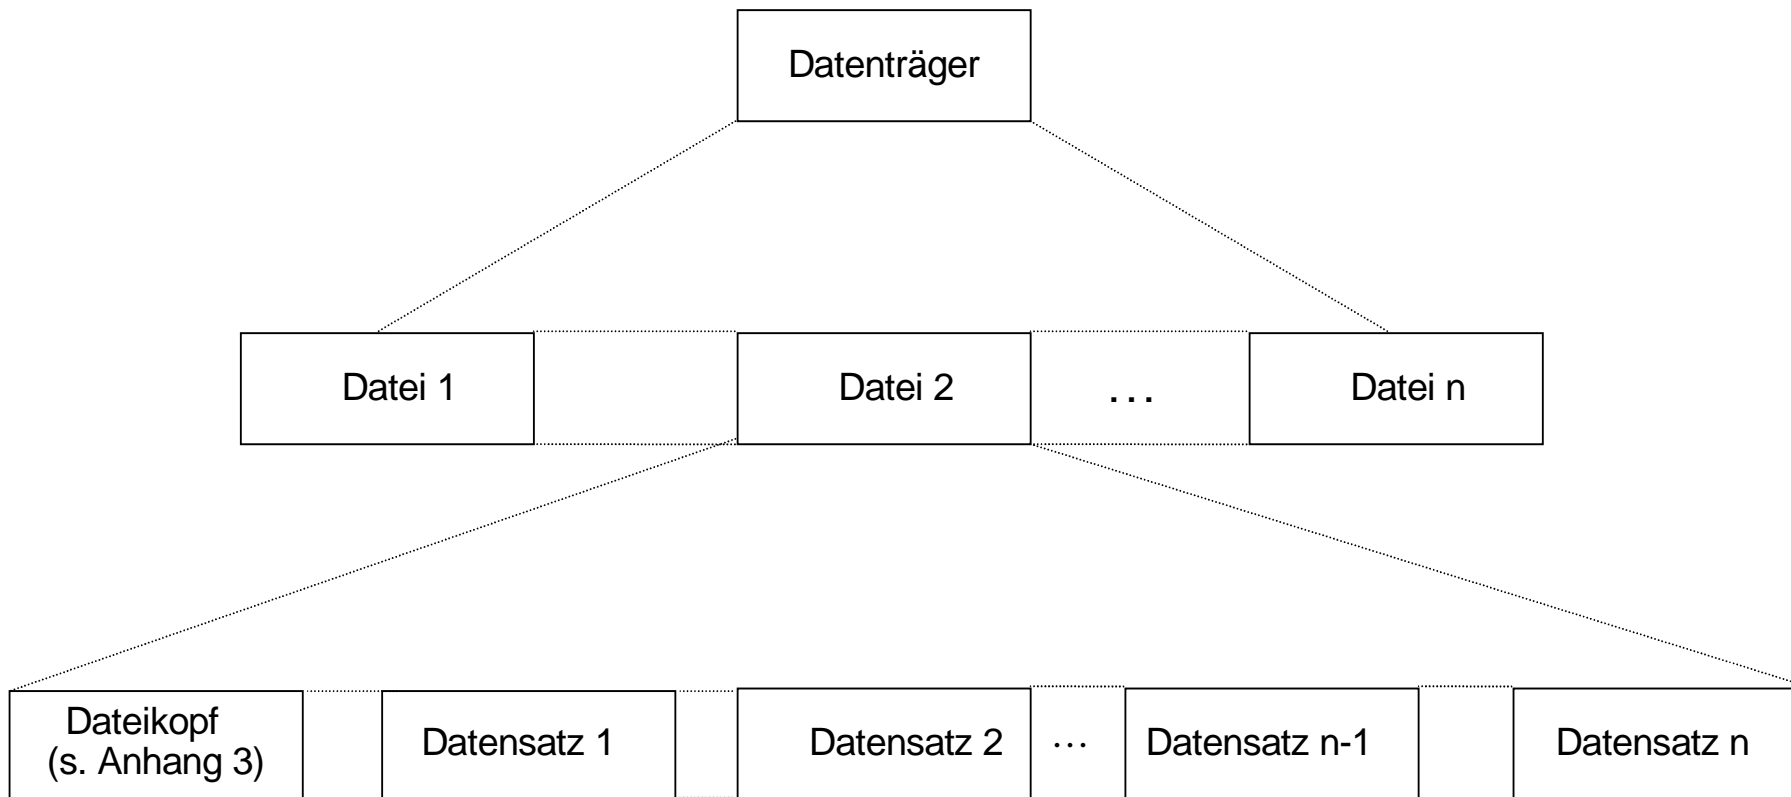 Datenträger
Datei 1
Datei 2
...
Datei n
Dateikopf
(s. Anhang 3)
Datensatz 1
Datensatz 2
...
Datensatz n-1
Datensatz n